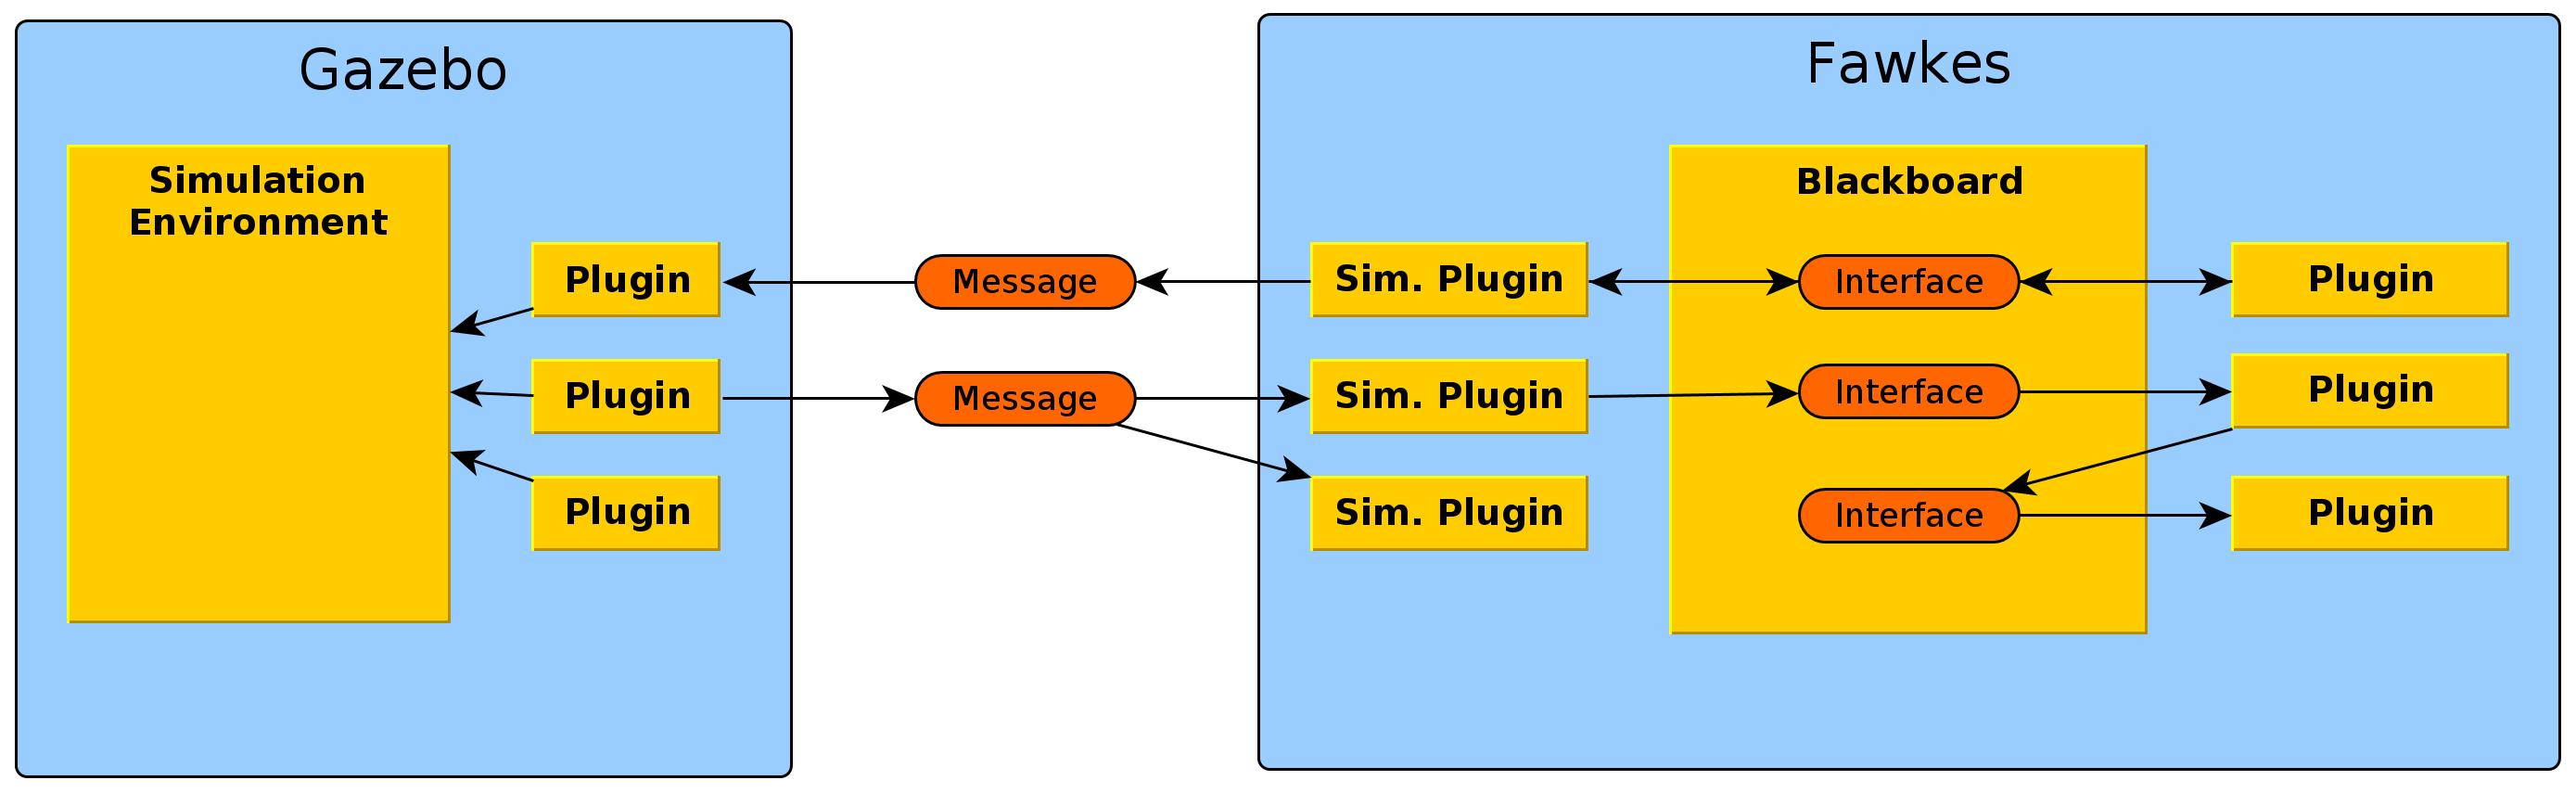 Gazebo
Simulation
Environment
Plugin
Plugin
Plugin
Message
Message
Fawkes
Sim. Plugin
Sim. Plugin
Sim. Plugin
Blackboard
Interface
Interface
Interface
Plugin
Plugin
Plugin